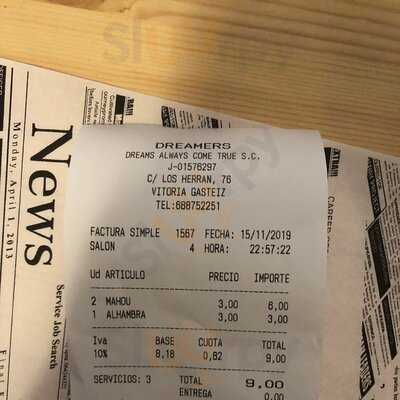 DREAMERS
DREAMS ALWAYS COME TRUE S.C.
J-01576297
C/ LOS HERRAN, 76
VITORIA GASTEIZ
TEL:688752251
FACTURA SIMPLE 1567 FECHA: 15/11/2019
SALON 4 HORA: 22:57:22
Ud ARTICULO PRECIO IMPORTE
2 MAHOU 3,00 6,00
1 ALHAMBRA 3,00 3,00
Iva BASE CUOTA TOTAL
10% 8,18 0,82 9,00
SERVICIOS: 3 TOTAL 9,00
ENTREGA 0,00
Monday, April 1, 2013
News
Service Job Search